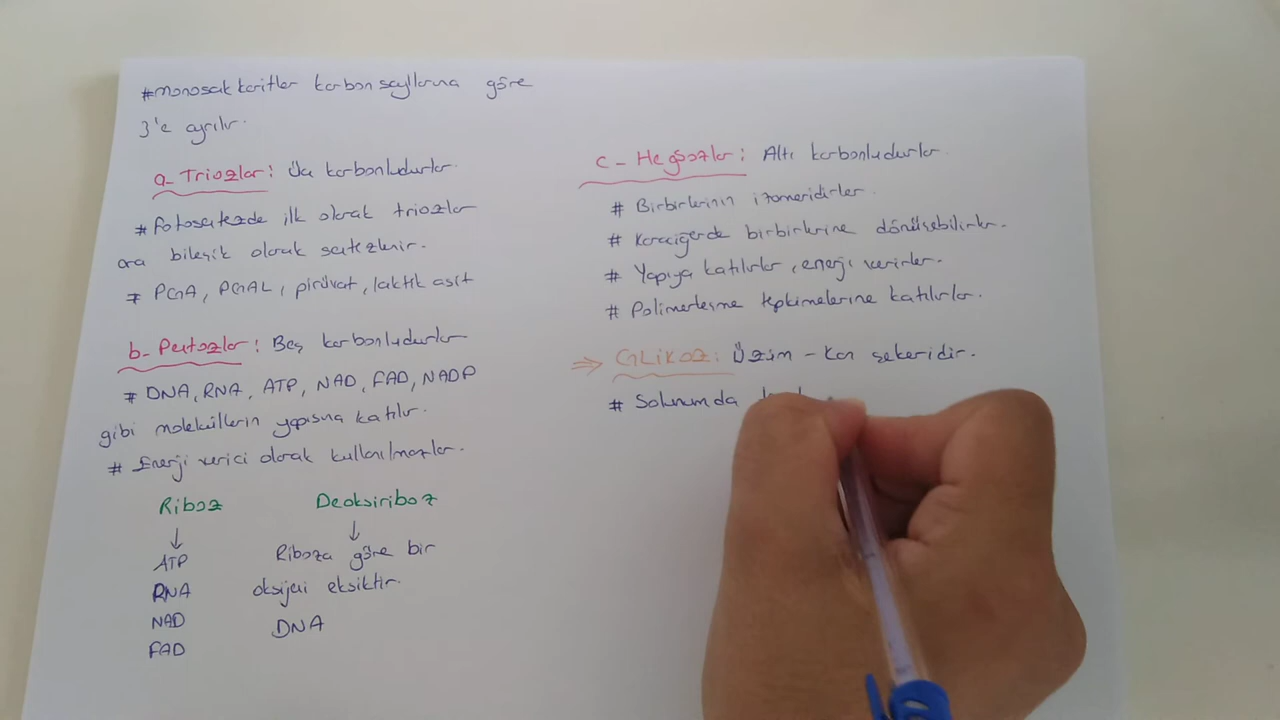 #monosakkaritler karbon sayılarına göre
3'e ayrılır.
a- Triozlar: Üç karbonludurlar.
# fotosentezde ilk olarak triozlar
ara bileşik olarak sentezlenir.
# PGA, PGAL, pirüvat, laktik asit
b- Pentozlar: Beş karbonludurlar
# DNA, RNA, ATP, NAD, FAD, NADP
gibi moleküllerin yapısına katılır.
# Enerji verici olarak kullanılmazlar.
Riboz
↓
ATP
RNA
NAD
FAD
Deoksiriboz
↓
Riboza göre bir
oksijeni eksiktir.
DNA
c- Hegzozlar: Altı karbonludurlar.
# Birbirlerinin izomeridirler.
# Karaciğerde birbirlerine dönüşebilirler.
# Yapıya katılırlar, enerji verirler.
# Polimerleşme tepkimelerine katılırlar.
⇒ GLİKOZ: Üzüm - Kan şekeridir.
# Solunumda